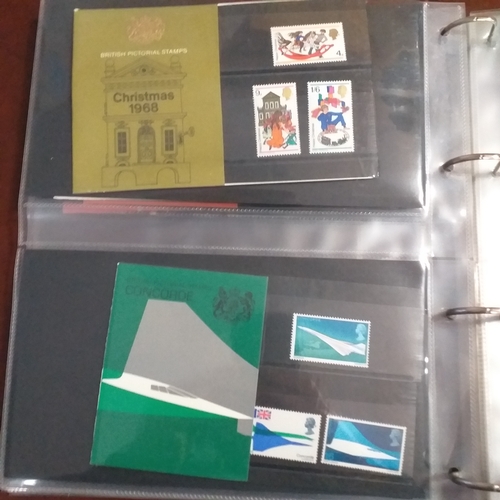 BRITISH PICTORIAL STAMPS
Christmas
1968
4d
9d
1/6
CONCORDE